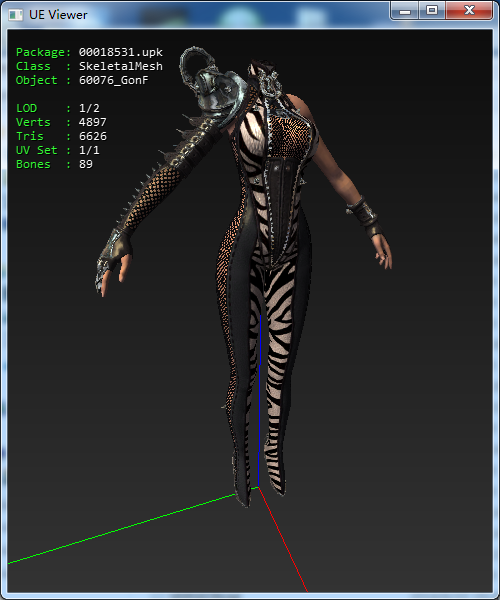 UE Viewer
Package: 00018531.upk
Class : SkeletalMesh
Object : 60076_GonF
LOD : 1/2
Verts : 4897
Tris : 6626
UV Set : 1/1
Bones : 89